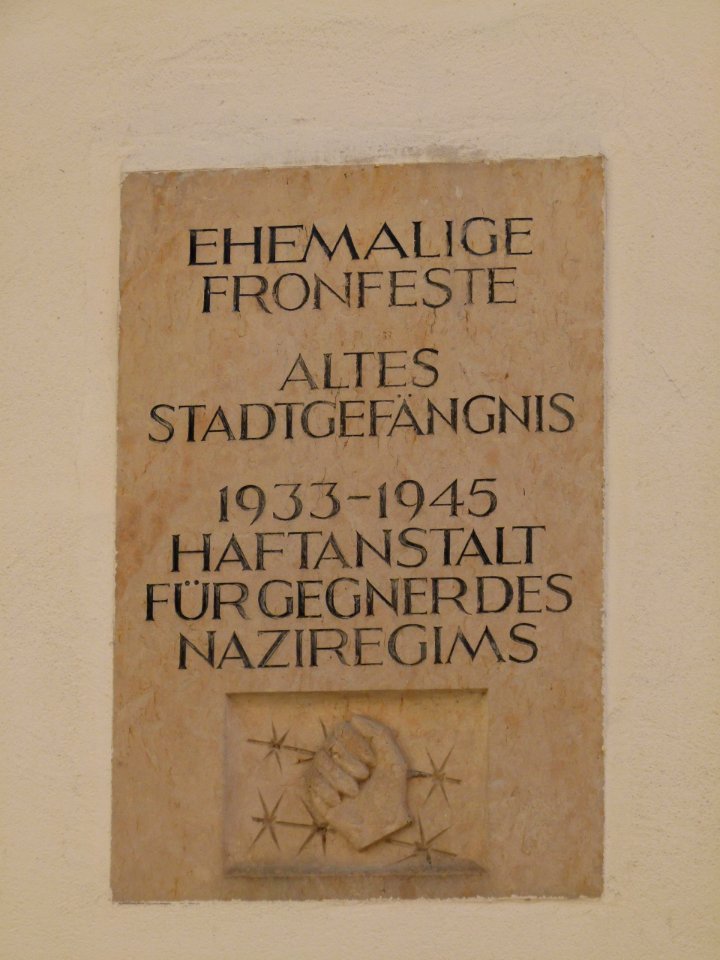 EHEMALIGE
FRONFESTE
ALTES
STADTGEFÄNGNIS
1933-1945
HAFTANSTALT
FÜR GEGNER DES
NAZIREGIMS